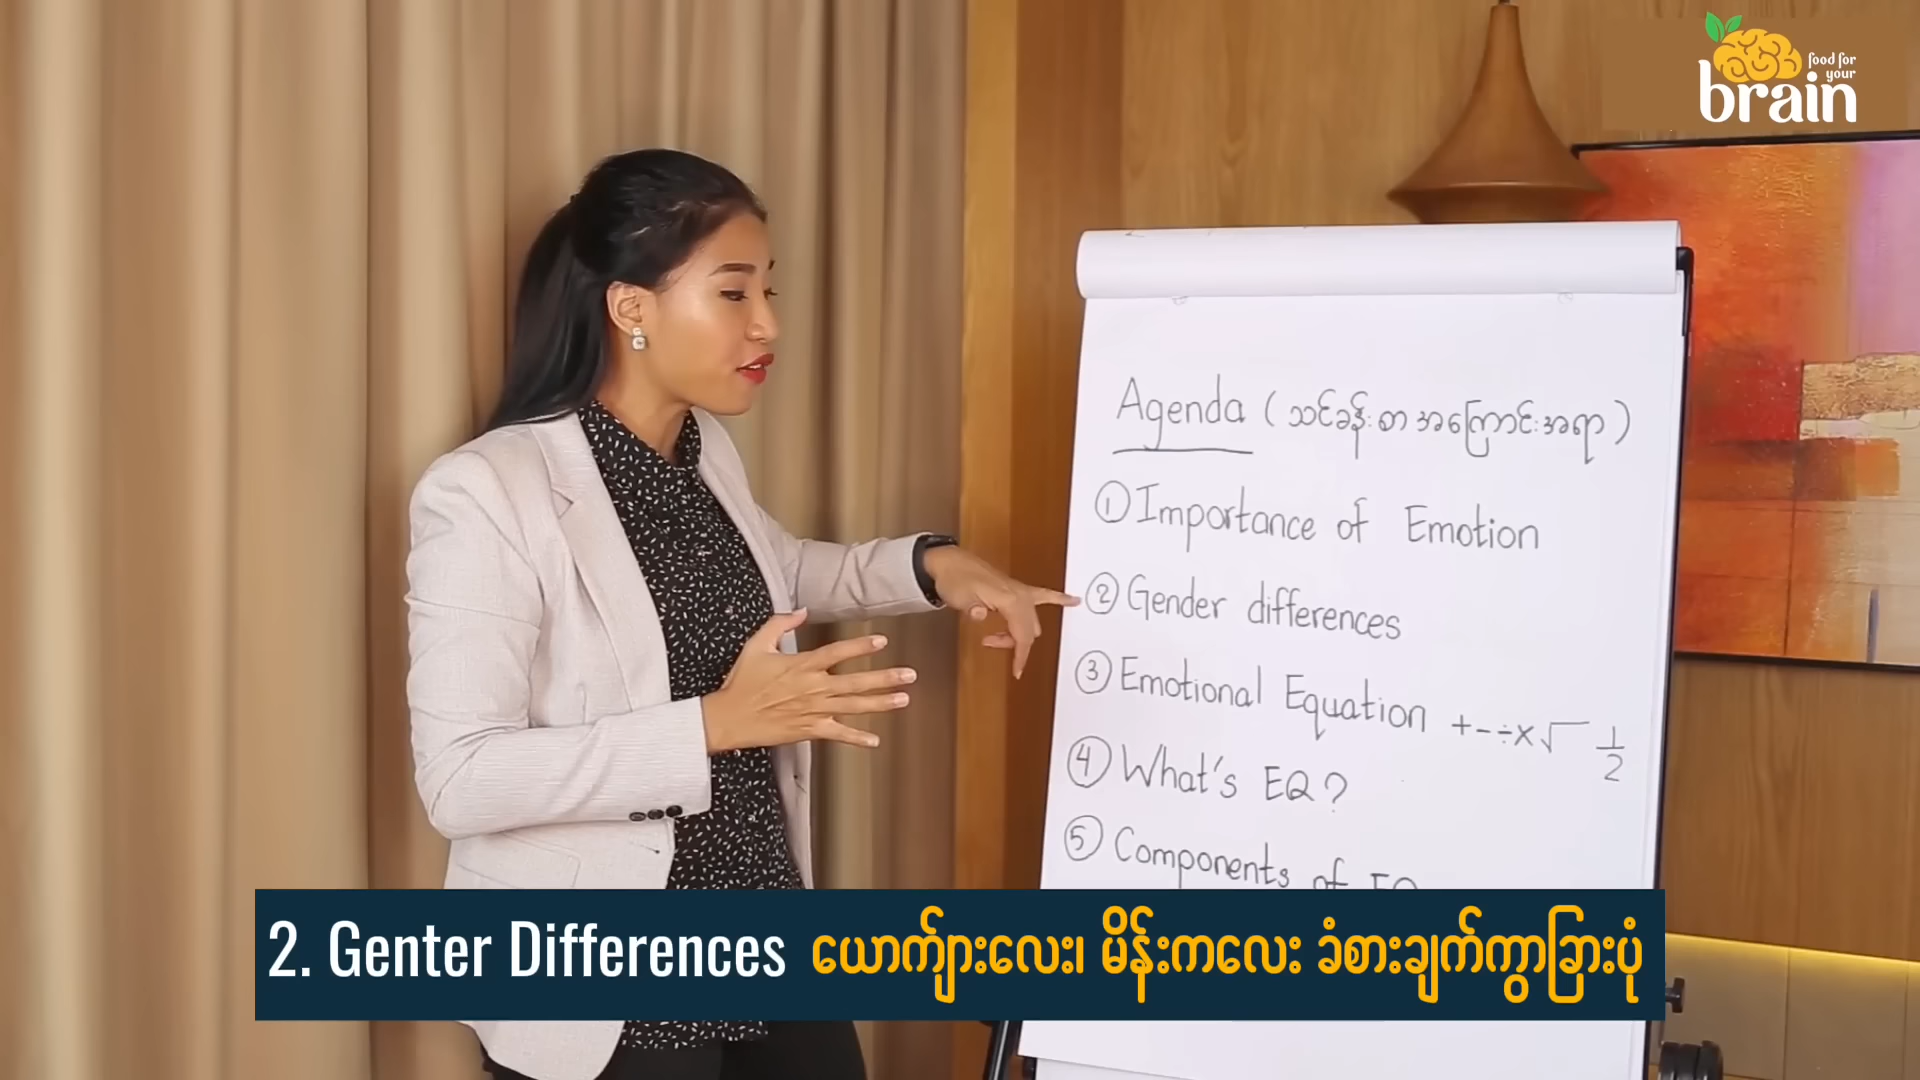 food for
your
brain
Agenda (သင်ခန်းစာ အကြောင်းအရာ)
① Importance of Emotion
② Gender differences
③ Emotional Equation +-÷×√ 1/2
④ What's EQ?
⑤ Components of EQ
2. Genter Differences ယောကျ်ားလေး၊ မိန်းကလေး ခံစားချက်ကွာခြားပုံ